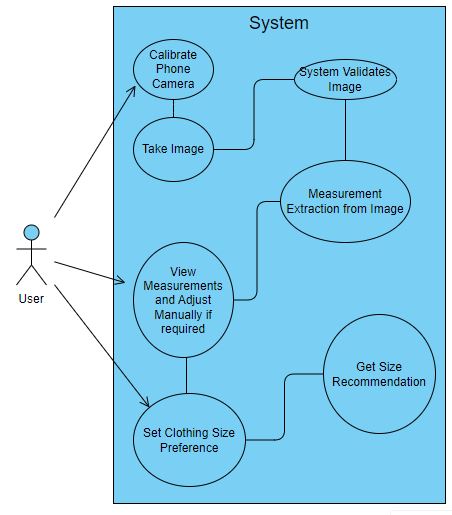 System
Calibrate
Phone
Camera
System Validates
Image
Take Image
Measurement
Extraction from Image
User
View
Measurements
and Adjust
Manually if
required
Get Size
Recommendation
Set Clothing Size
Preference